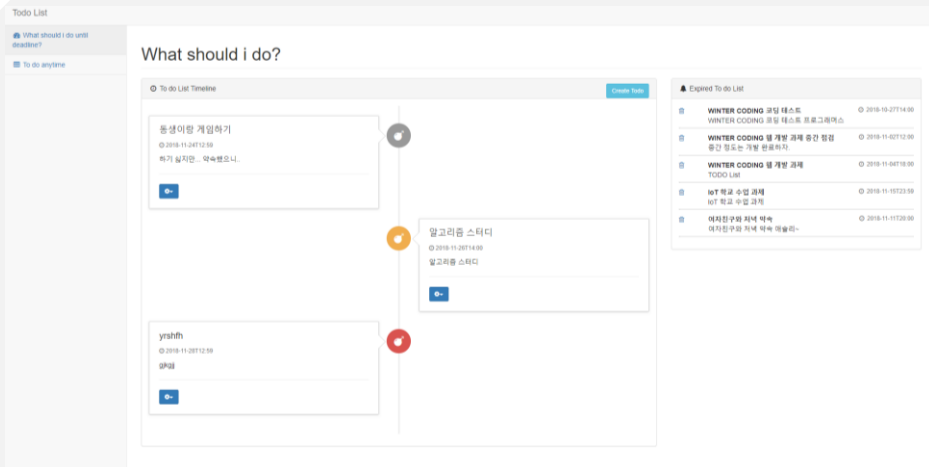 Todo List
What should i do until
deadline?
To do anytime
What should i do?
To do List Timeline
Create Todo
동생이랑 게임하기
2018-11-24T12:59
하기 싫지만... 약속했으니..
알고리즘 스터디
2018-11-28T14:00
알고리즘 스터디
yrshfh
2018-11-28T12:59
Expired To do List
WINTER CODING 코딩 테스트
2018-10-27T14:00
WINTER CODING 코딩 테스트 프로그래머스
WINTER CODING 웹 개발 과제 중간 점검
2018-11-02T12:00
중간 정도는 개발 완료하자.
WINTER CODING 웹 개발 과제
2018-11-04T18:00
TODO List
IoT 학교 수업 과제
2018-11-15T23:59
IoT 학교 수업 과제
여자친구와 저녁 약속
2018-11-11T20:00
여자친구와 저녁 약속 애슐리~